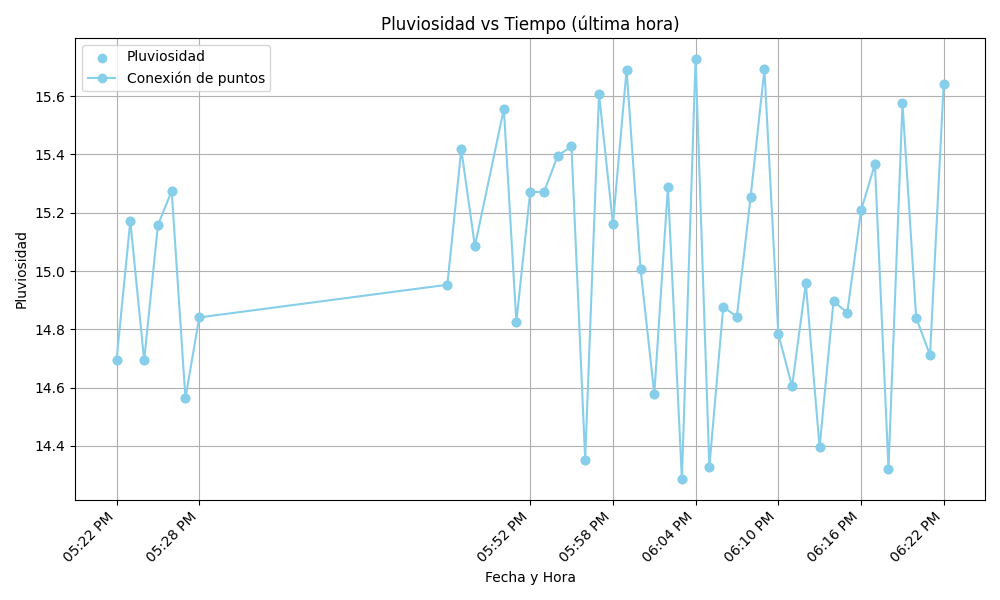 Pluviosidad vs Tiempo (última hora)
Pluviosidad
Conexión de puntos
Pluviosidad
15.6
15.4
15.2
15.0
14.8
14.6
14.4
05:22 PM
05:28 PM
05:52 PM
05:58 PM
06:04 PM
06:10 PM
06:16 PM
06:22 PM
Fecha y Hora